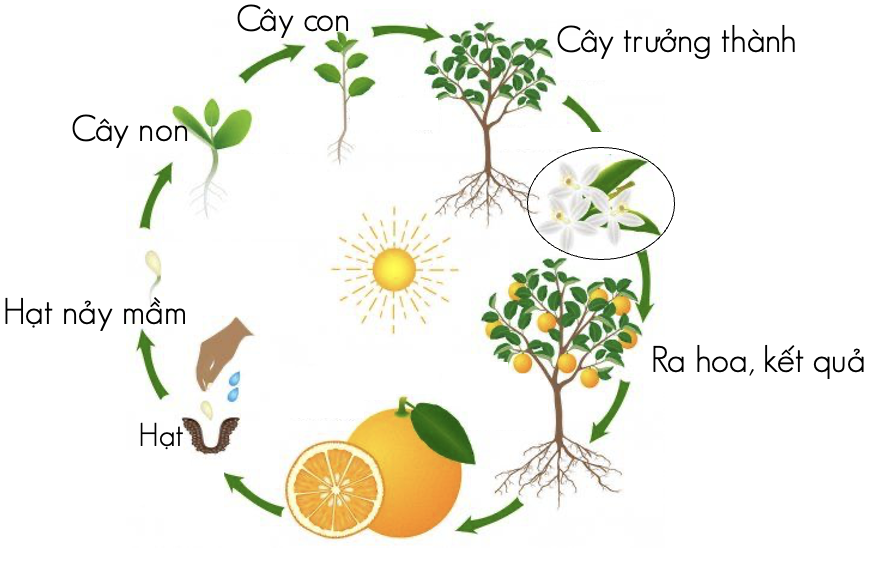 Cây con
Cây trưởng thành
Cây non
Hạt nảy mầm
Ra hoa, kết quả
Hạt